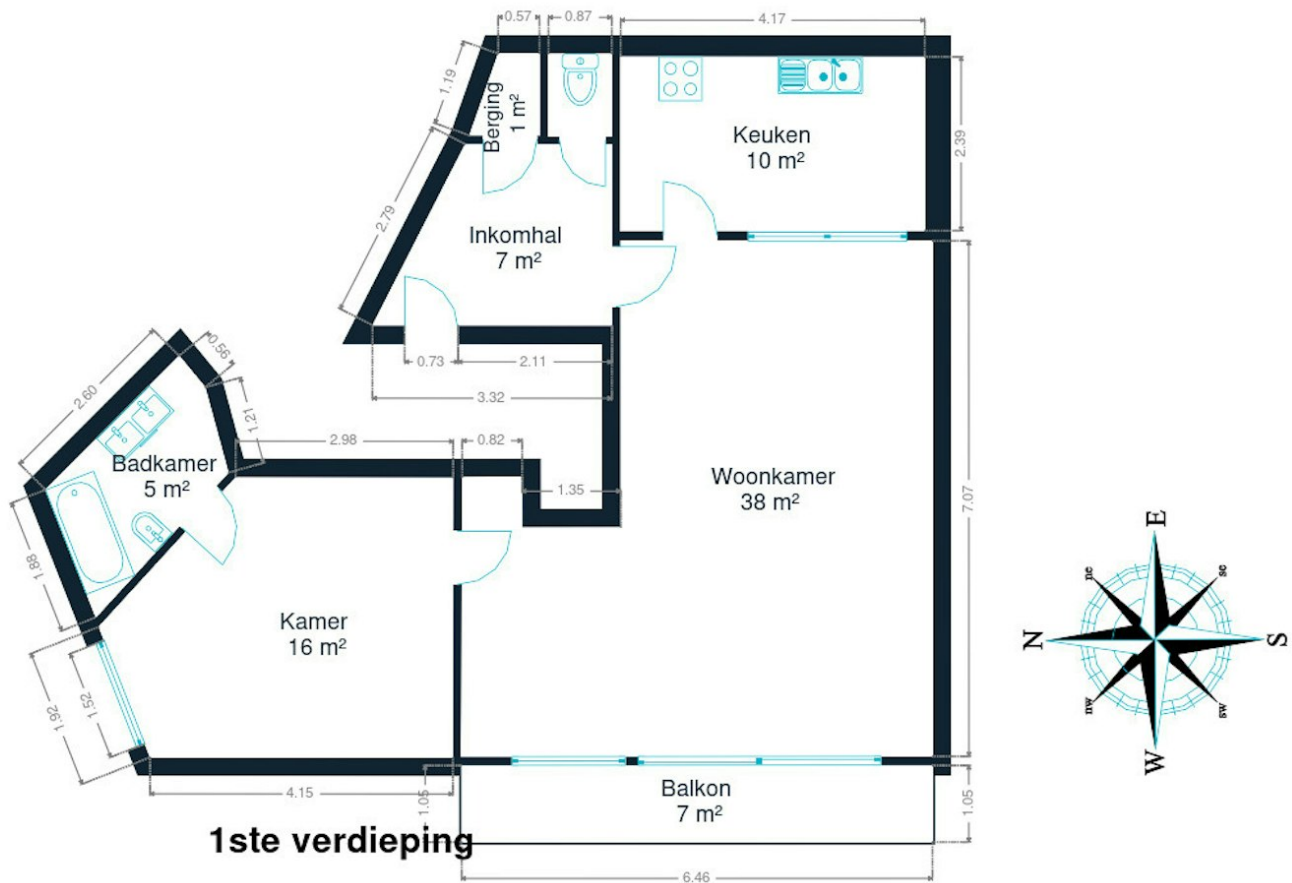 0.57
0.87
4.17
1.19
Berging
1 m²
Keuken
10 m²
2.39
2.79
Inkomhal
7 m²
0.73
2.11
3.32
0.56
2.60
1.21
2.98
0.82
Badkamer
5 m²
1.35
Woonkamer
38 m²
7.07
1.88
Kamer
16 m²
1.92
1.52
4.15
1.05
Balkon
7 m²
1.05
1ste verdieping
6.46
E
ne
se
N
S
nw
sw
W